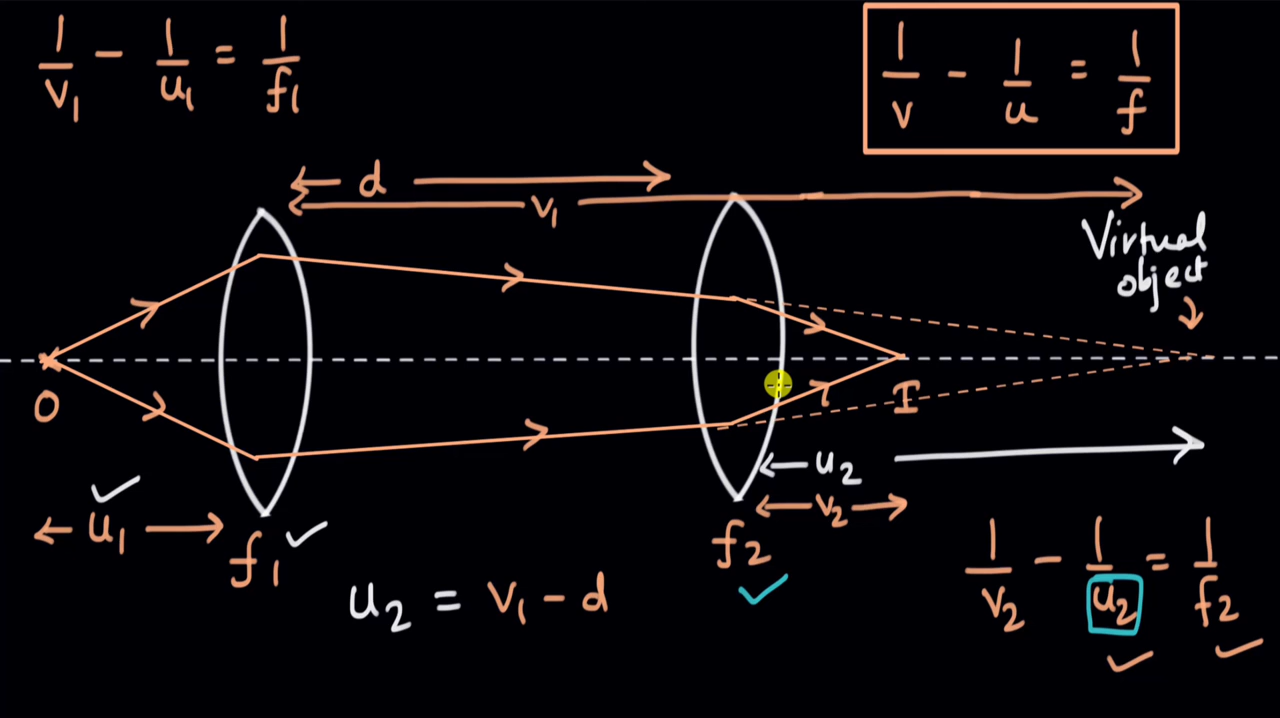 1/v₁ - 1/u₁ = 1/f₁
1/v - 1/u = 1/f
d
v₁
Virtual
object
O
I
u₂
v₂
u₁
f₁
f₂
u₂ = v₁ - d
1/v₂ - 1/u₂ = 1/f₂